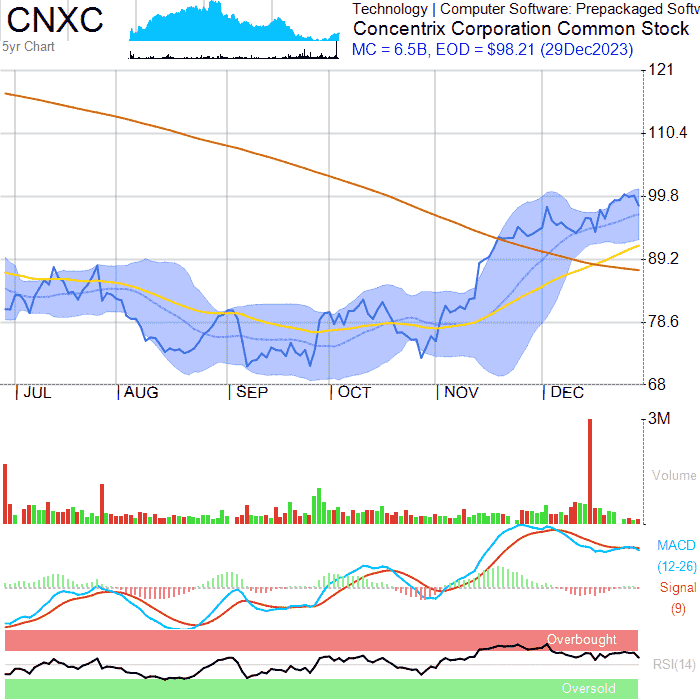 CNXC
5yr Chart
Technology | Computer Software: Prepackaged Softw
Concentrix Corporation Common Stock
MC = 6.5B, EOD = $98.21 (29Dec2023)
121
110.4
99.8
89.2
78.6
68
JUL
AUG
SEP
OCT
NOV
DEC
3M
Volume
MACD
(12-26)
Signal
(9)
Overbought
RSI(14)
Oversold